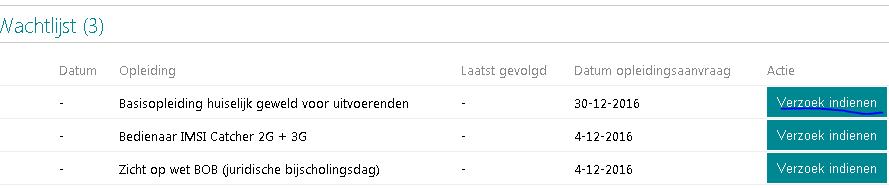 Wachtlijst (3)
Datum Opleiding Laatst gevolgd Datum opleidingsaanvraag Actie
- Basisopleiding huiselijk geweld voor uitvoerenden - 30-12-2016 Verzoek indienen
- Bedienaar IMSI Catcher 2G + 3G - 4-12-2016 Verzoek indienen
- Zicht op wet BOB (juridische bijscholingsdag) - 4-12-2016 Verzoek indienen